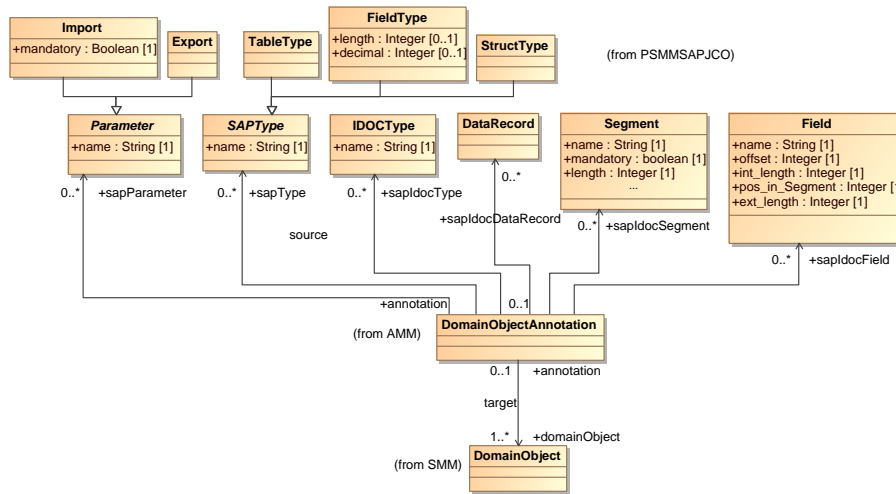 Import
+mandatory : Boolean [1]
Export
TableType
FieldType
+length : Integer [0..1]
+decimal : Integer [0..1]
StructType
(from PSMMSAPJCO)
Parameter
+name : String [1]
SAPType
+name : String [1]
IDOCType
+name : String [1]
DataRecord
Segment
+name : String [1]
+mandatory : boolean [1]
+length : Integer [1]
...
Field
+name : String [1]
+offset : Integer [1]
+int_length : Integer [1]
+pos_in_Segment : Integer [1
+ext_length : Integer [1]
0..* +sapParameter
0..* +sapType
0..* +sapIdocType
0..*
+sapIdocDataRecord
0..* +sapIdocSegment
0..* +sapIdocField
source
+annotation
0..1
DomainObjectAnnotation
(from AMM)
0..1 +annotation
target
1..* +domainObject
DomainObject
(from SMM)